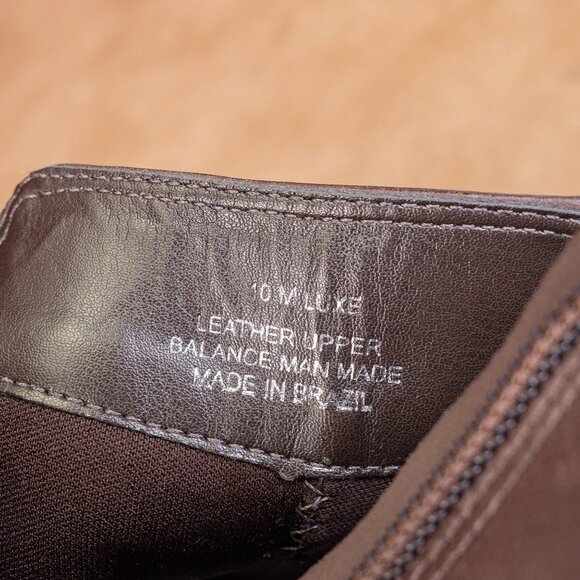 10 M LUXE
LEATHER UPPER
BALANCE MAN MADE
MADE IN BRAZIL